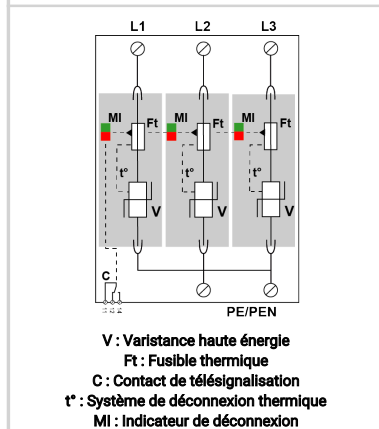 L1 L2 L3
MI Ft MI Ft MI Ft
t° t° t°
V V V
C
PE/PEN
V : Varistance haute énergie
Ft : Fusible thermique
C : Contact de télésignalisation
t° : Système de déconnexion thermique
MI : Indicateur de déconnexion